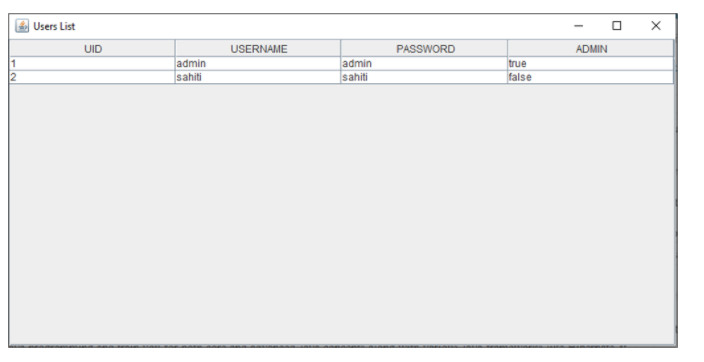 Users List
UID USERNAME PASSWORD ADMIN
1 admin admin true
2 sahiti sahiti false